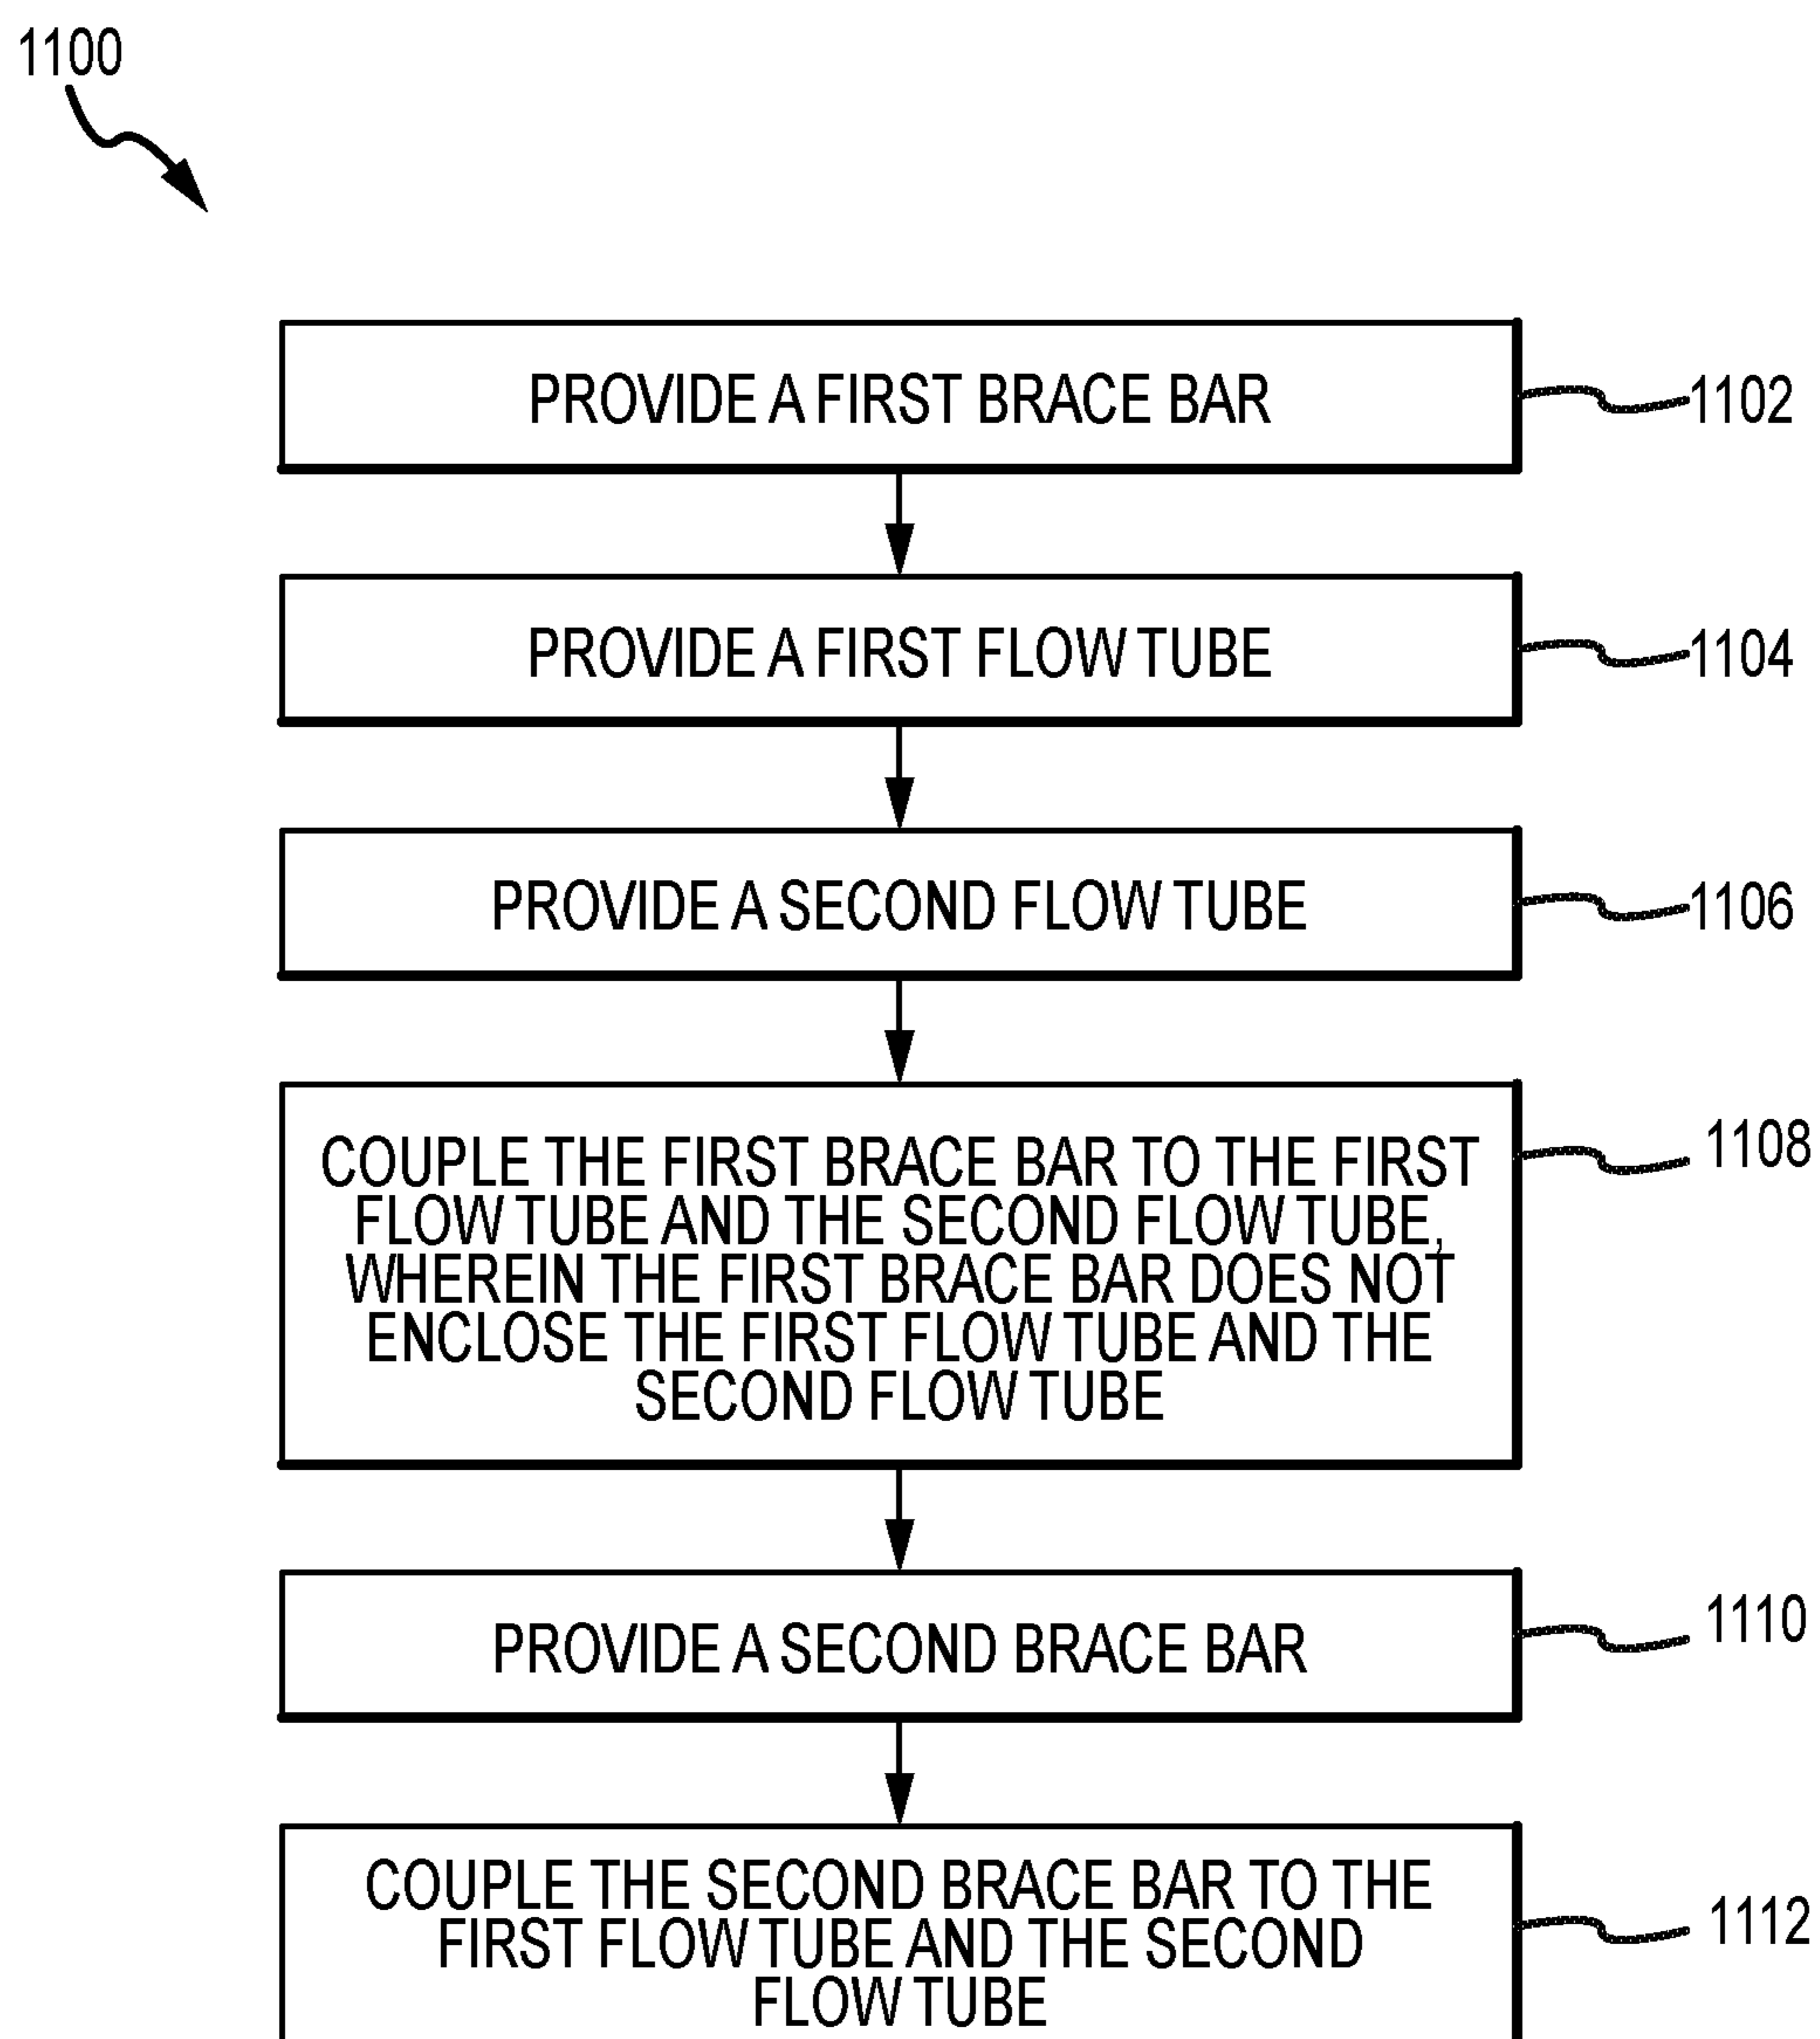 1100
PROVIDE A FIRST BRACE BAR
1102
PROVIDE A FIRST FLOW TUBE
1104
PROVIDE A SECOND FLOW TUBE
1106
COUPLE THE FIRST BRACE BAR TO THE FIRST
FLOW TUBE AND THE SECOND FLOW TUBE,
WHEREIN THE FIRST BRACE BAR DOES NOT
ENCLOSE THE FIRST FLOW TUBE AND THE
SECOND FLOW TUBE
1108
PROVIDE A SECOND BRACE BAR
1110
COUPLE THE SECOND BRACE BAR TO THE
FIRST FLOW TUBE AND THE SECOND
FLOW TUBE
1112